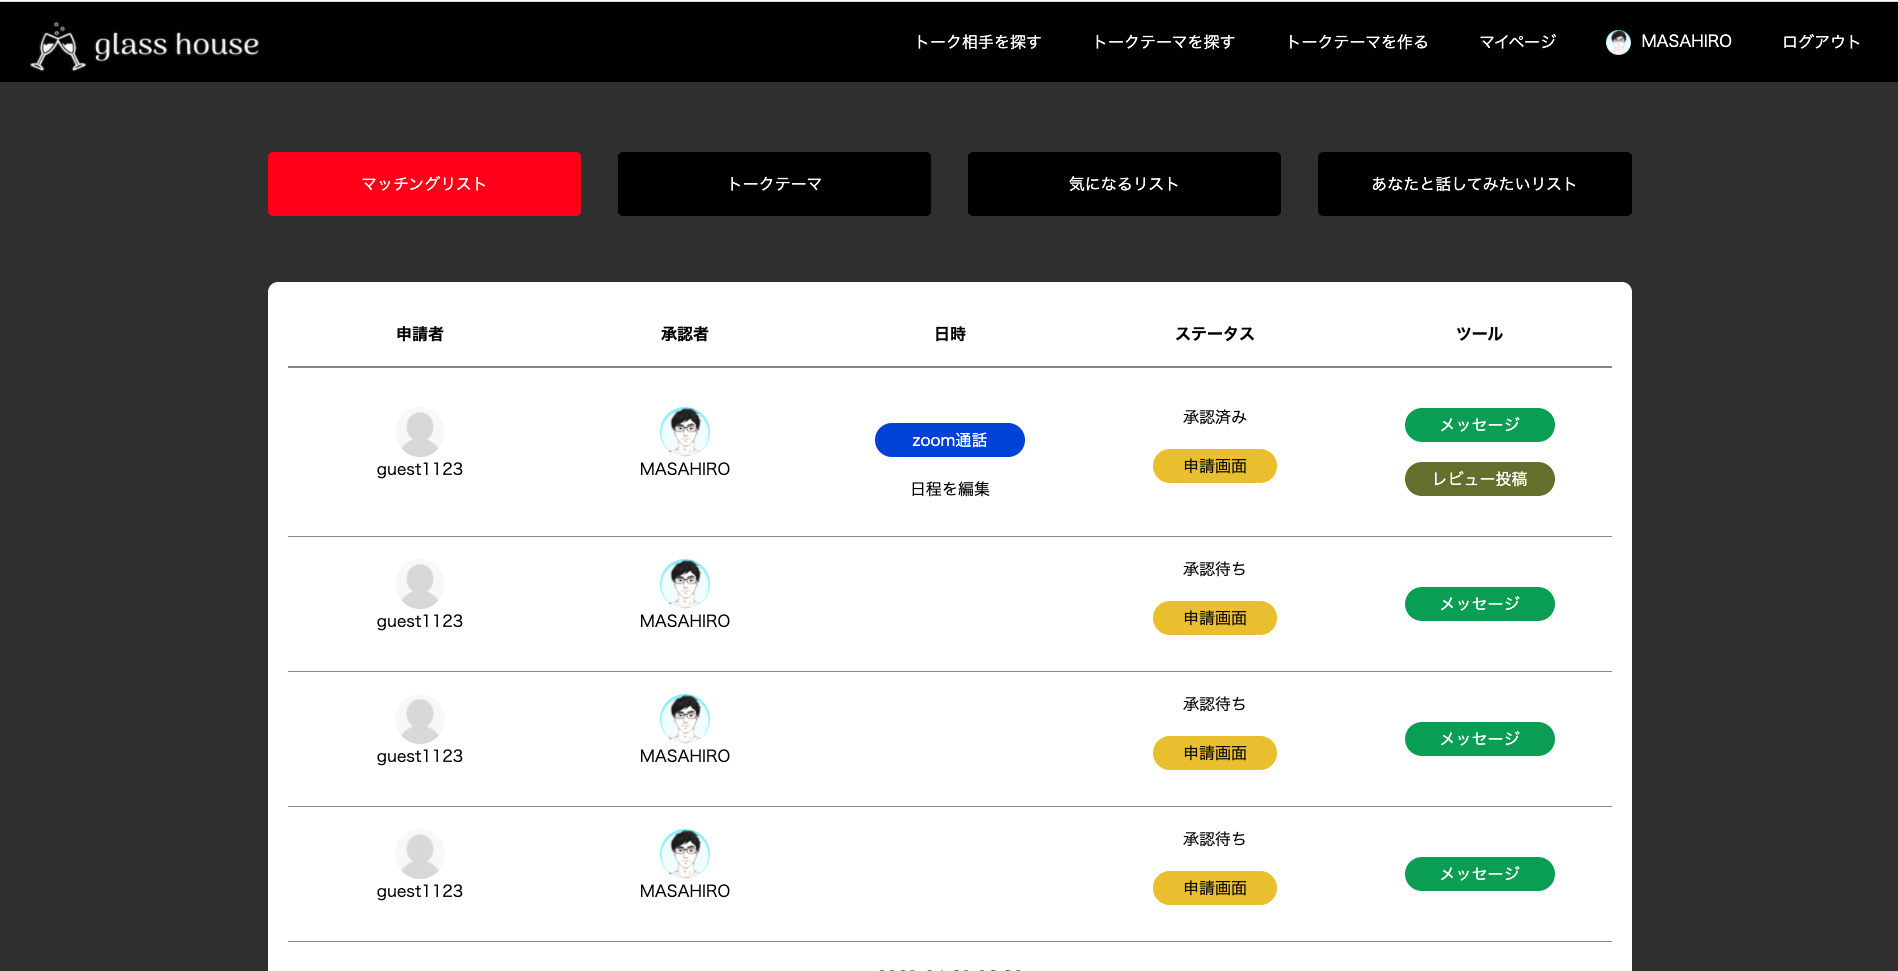 glass house
トーク相手を探す
トークテーマを探す
トークテーマを作る
マイページ
MASAHIRO
ログアウト
マッチングリスト
トークテーマ
気になるリスト
あなたと話してみたいリスト
申請者
承認者
日時
ステータス
ツール
guest1123
MASAHIRO
zoom通話
日程を編集
承認済み
申請画面
メッセージ
レビュー投稿
guest1123
MASAHIRO
承認待ち
申請画面
メッセージ
guest1123
MASAHIRO
承認待ち
申請画面
メッセージ
guest1123
MASAHIRO
承認待ち
申請画面
メッセージ